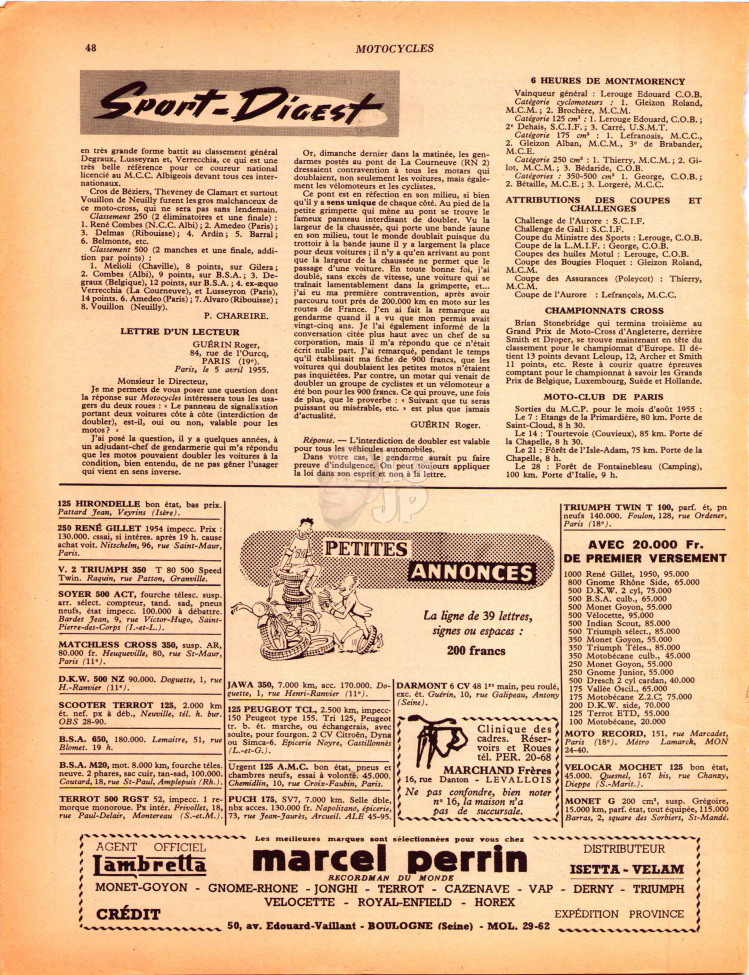 48
MOTOCYCLES
Sport-Digest
en très grande forme battit au classement général
Degraux, Lusseyran et, Verrecchia, ce qui est une
très belle référence pour ce coureur national
licencié au M.C.C. Albigeois devant tous ces inter-
nationaux.
Cros de Béziers, Theveney de Clamart et surtout
Vouillon de Neuilly furent les gros malchanceux de
ce moto-cross, qui ne sera pas sans lendemain.
Classement 250 (2 éliminatoires et une finale) :
1. René Combes (N.C.C. Albi) ; 2. Amedeo (Paris) ;
3. Delmas (Ribouisse) ; 4. Ardin ; 5. Barral ;
6. Belmonte, etc.
Classement 500 (2 manches et une finale, addi-
tion par points) :
1. Melioli (Chaville), 8 points, sur Gilera ;
2. Combes (Albi), 9 points, sur B.S.A. ; 3. De-
graux (Belgique), 12 points, sur B.S.A. ; 4. ex-æquo
Verrecchia (La Courneuve), et Lusseyron (Paris),
14 points. 6. Amedeo (Paris) ; 7. Alvaro (Ribouisse) ;
8. Vouillon (Neuilly).
P. CHAREIRE.
LETTRE D'UN LECTEUR
GUÉRIN Roger,
84, rue de l'Ourcq,
PARIS (19e).
Paris, le 5 avril 1955.
Monsieur le Directeur,
Je me permets de vous poser une question dont
la réponse sur Motocycles intéressera tous les usa-
gers du deux roues : « Le panneau de signalisation
portant deux voitures côte à côte (interdiction de
doubler), est-il, oui ou non, valable pour les
motos ? »
J'ai posé la question, il y a quelques années, à
un adjudant-chef de gendarmerie qui m'a répondu
que les motos pouvaient doubler les voitures à la
condition, bien entendu, de ne pas gêner l'usager
qui vient en sens inverse.
Or, dimanche dernier dans la matinée, les gen-
darmes postés au pont de La Courneuve (RN 2)
dressaient contravention à tous les motars qui
doublaient, non seulement les voitures, mais égale-
ment les vélomoteurs et les cyclistes.
Ce pont est en réfection en son milieu, si bien
qu'il y a sens unique de chaque côté. Au pied de la
petite grimpette qui mène au pont se trouve le
fameux panneau interdisant de doubler. Vu la
largeur de la chaussée, qui porte une bande jaune
en son milieu, tout le monde doublait puisque du
trottoir à la bande jaune il y a largement la place
pour deux voitures ; il n'y a qu'en arrivant au pont
que la largeur de la chaussée ne permet que le
passage d'une voiture. En toute bonne foi, j'ai
doublé, sans excès de vitesse, une voiture qui se
traînait lamentablement dans la grimpette, et...
j'ai eu ma première contravention, après avoir
parcouru tout près de 200.000 km en moto sur les
routes de France. J'en ai fait la remarque au
gendarme quand il a vu que mon permis avait
vingt-cinq ans. Je l'ai également informé de la
conversation citée plus haut avec un chef de sa
corporation, mais il m'a répondu que ce n'était
écrit nulle part. J'ai remarqué, pendant le temps
qu'il établissait ma fiche de 900 francs, que les
voitures qui doublaient les petites motos n'étaient
pas inquiétées. Par contre, un motar qui venait de
doubler un groupe de cyclistes et un vélomoteur a
été bon pour les 900 francs. Ce qui prouve, une fois
de plus, que le proverbe : « Suivant que tu seras
puissant ou misérable, etc. » est plus que jamais
d'actualité.
GUÉRIN Roger.
Réponse. — L'interdiction de doubler est valable
pour tous les véhicules automobiles.
Dans votre cas, le gendarme aurait pu faire
preuve d'indulgence. On peut toujours appliquer
la loi dans son esprit et non à la lettre.
6 HEURES DE MONTMORENCY
Vainqueur général : Lerouge Edouard C.O.B.
Catégorie cyclomoteurs : 1. Gleizon Roland,
M.C.M. ; 2. Brochère, M.C.M.
Catégorie 125 cm³ : 1. Lerouge Edouard, C.O.B. ;
2e Dehais, S.C.I.F. ; 3. Carré, U.S.M.T.
Catégorie 175 cm³ : 1. Lefranoais, M.C.C.,
2. Gleizon Alban, M.C.M., 3e de Brabander,
M.C.E.
Catégorie 250 cm³ : 1. Thierry, M.C.M. ; 2. Gi-
lot, M.C.M. ; 3. Bédaride, C.O.B.
Catégories : 350-500 cm³ 1. George, C.O.B. ;
2. Bétaille, M.C.E. ; 3. Lorgeré, M.C.C.
ATTRIBUTIONS DES COUPES ET
CHALLENGES
Challenge de l'Aurore : S.C.I.F.
Challenge de Gall : S.C.I.F.
Coupe du Ministre des Sports : Lerouge, C.O.B.
Coupe de la L.M.I.F. : George, C.O.B.
Coupes des huiles Motul : Lerouge, C.O.B.
Coupe des Bougies Floquet : Gleizon Roland,
M.C.M.
Coupe des Assurances (Poleycot) : Thierry,
M.C.M.
Coupe de l'Aurore : Lefrançois, M.C.C.
CHAMPIONNATS CROSS
Brian Stonebridge qui termina troisième au
Grand Prix de Moto-Cross d'Angleterre, derrière
Smith et Droper, se trouve maintenant en tête du
classement pour le championnat d'Europe. Il dé-
tient 13 points devant Leloup, 12, Archer et Smith
11 points, etc. Reste à courir quatre épreuves
comptant pour le championnat à savoir les Grands
Prix de Belgique, Luxembourg, Suède et Hollande.
MOTO-CLUB DE PARIS
Sorties du M.C.P. pour le mois d'août 1955 :
Le 7 : Etangs de la Primardière, 80 km. Porte de
Saint-Cloud, 8 h 30.
Le 14 : Tourtevoie (Couvieux), 85 km. Porte de
la Chapelle, 8 h 30.
Le 21 : Fôrêt de l'Isle-Adam, 75 km. Porte de la
Chapelle, 8 h.
Le 28 : Forêt de Fontainebleau (Camping),
100 km. Porte d'Italie, 9 h.
125 HIRONDELLE bon état, bas prix.
Pattard Jean, Veyrins (Isère).
250 RENÉ GILLET 1954 impecc. Prix :
130.000. essai, si intéres. après 19 h. cause
achat voit. Nitschelm, 96, rue Saint-Maur,
Paris.
V. 2 TRIUMPH 350 T 80 500 Speed
Twin. Raquin, rue Patton, Granville.
SOYER 500 ACT, fourche télesc. susp.
arr. sélect. compteur, tand. sad, pneus
neufs, état impecc. 100.000 à débattre.
Bardet Jean, 9, rue Victor-Hugo, Saint-
Pierre-des-Corps (I.-et-L.).
MATCHLESS CROSS 350, susp. AR,
80.000 fr. Heuqueville, 80, rue St-Maur,
Paris (11e).
D.K.W. 500 NZ 90.000. Doguette, 1, rue
H.-Ranvier (11e).
SCOOTER TERROT 125, 2.000 km
ét. nef. px à déb., Neuville, tél. h. bur.
OBS 28-90.
B.S.A. 650, 180.000. Lemaire, 51, rue
Blomet. 19 h.
B.S.A. M20, mot. 8.000 km, fourche téles.
neuve. 2 phares, sac cuir, tan-sad, 100.000.
Coutard, 18, rue St-Paul, Amplepuis (Rh.).
TERROT 500 RGST 52, impecc. 1 re-
morque monoroue. Px intér. Frivollet, 18,
rue Paul-Delair, Montereau (S.-et-M.).
PETITES
ANNONCES
La ligne de 39 lettres,
signes ou espaces :
200 francs
JAWA 350, 7.000 km, acc. 170.000. Do-
guette, 1, rue Henri-Ranvier (11e).
125 PEUGEOT TCL, 2.500 km, impecc-
150 Peugeot type 155. Tri 125, Peugeot
tr. b. ét. marche, ou échangerais, avec
soulte, pour fourgon. 2 CV Citroën, Dyna
ou Simca-6. Epicerie Noyre, Castillonnès
(L.-et-G.).
Urgent 125 A.M.C. bon état, pneus et
chambres neufs, essai à volonté. 45.000.
Chemidlin, 10, rue Croix-Faubin, Paris.
PUCH 175, SV7, 7.000 km. Selle dble,
nbx acces. 130.000 fr. Napolitano, épicerie,
73, rue Jean-Jaurès, Arcueil. ALE 45-95.
DARMONT 6 CV 48 1re main, peu roulé,
exc. ét. Guérin, 10, rue Galipeau, Antony
(Seine).
Clinique des
cadres. Réser-
voirs et Roues
tél. PER. 20-68
MARCHAND Frères
16, rue Danton - LEVALLOIS
Ne pas confondre, bien noter
no 16, la maison n'a
pas de succursale.
TRIUMPH TWIN T 100, parf. ét, pn
neufs 140.000. Foulon, 128, rue Ordener,
Paris (18e).
AVEC 20.000 Fr.
DE PREMIER VERSEMENT
1000 René Gillet, 1950, 95.000
800 Gnome Rhône Side, 65.000
500 D.K.W. 2 cyl, 75.000
500 B.S.A. culb., 65.000
500 Monet Goyon, 55.000
500 Vélocette, 95.000
500 Indian Scout, 85.000
500 Triumph sélect., 85.000
350 Monet Goyon, 55.000
350 Triumph Téles., 85.000
350 Motobécane culb., 45.000
250 Monet Goyon, 55.000
250 Gnome Junior, 55.000
500 Dresch 2 cyl cardan, 40.000
175 Vallée Oscil., 65.000
175 Motobécane Z.2.C, 75.000
200 D.K.W. side, 70.000
125 Terrot ETD, 55.000
100 Motobécane, 20.000
MOTO RECORD, 151, rue Marcadet,
Paris (18e). Métro Lamarck, MON
24-40.
VELOCAR MOCHET 125 bon état,
45.000. Quesnel, 167 bis, rue Chanzy,
Dieppe (S.-Marit.).
MONET G 200 cm³, susp. Grégoire,
15.000 km, parf. état, tout équipée, 115.000
Barras, 2, square des Sorbiers, St-Mandé.
AGENT OFFICIEL
Lambretta
Les meilleures marques sont sélectionnées pour vous chez
marcel perrin
RECORDMAN DU MONDE
DISTRIBUTEUR
ISETTA - VELAM
MONET-GOYON - GNOME-RHONE - JONGHI - TERROT - CAZENAVE - VAP - DERNY - TRIUMPH
VELOCETTE - ROYAL-ENFIELD - HOREX
CRÉDIT
EXPÉDITION PROVINCE
50, av. Edouard-Vaillant - BOULOGNE (Seine) - MOL. 29-62
JP